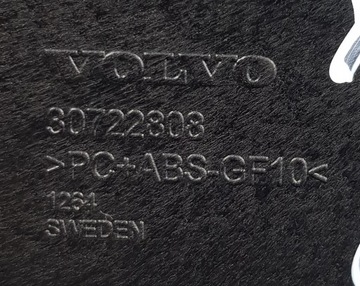 VOLVO
30722808
>PC+ABS-GF10<
1264
SWEDEN